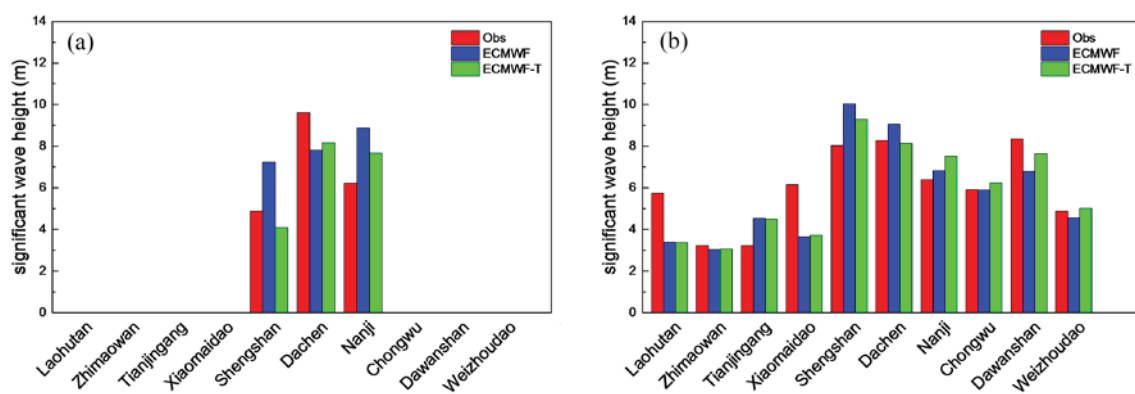 (a)
Obs
ECMWF
ECMWF-T
significant wave height (m)
14
12
10
8
6
4
2
0
Laohutan
Zhimaowan
Tianjingang
Xiaomaidao
Shengshan
Dachen
Nanji
Chongwu
Dawanshan
Weizhoudao
(b)
Obs
ECMWF
ECMWF-T
significant wave height (m)
14
12
10
8
6
4
2
0
Laohutan
Zhimaowan
Tianjingang
Xiaomaidao
Shengshan
Dachen
Nanji
Chongwu
Dawanshan
Weizhoudao